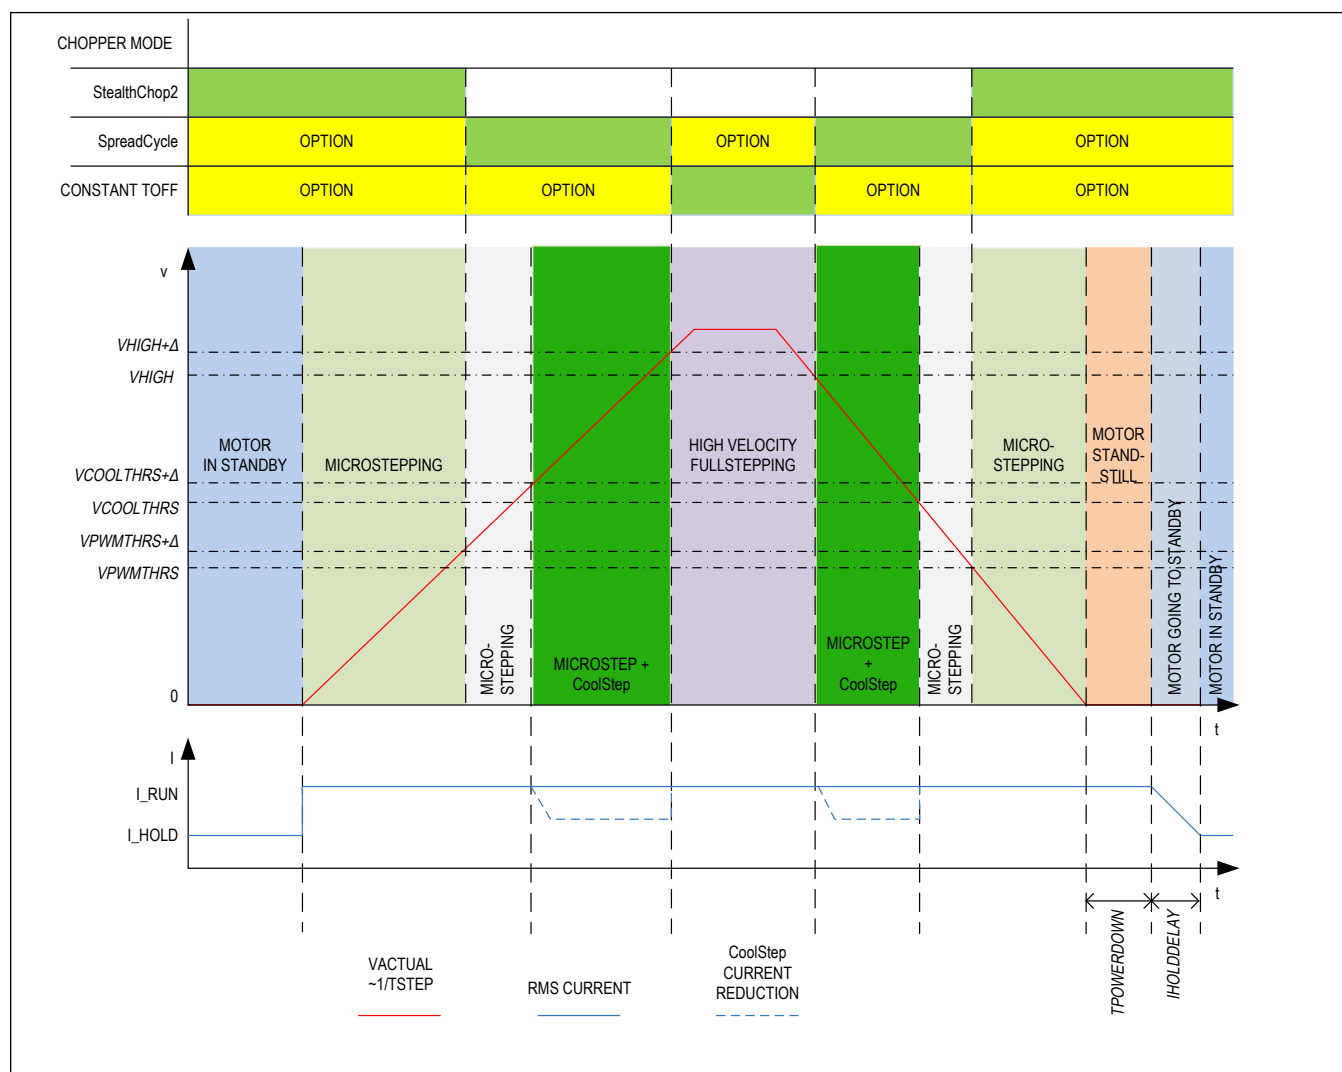 CHOPPER MODE
StealthChop2
SpreadCycle
OPTION
OPTION
OPTION
CONSTANT TOFF
OPTION
OPTION
OPTION
OPTION
v
VHIGH+Δ
VHIGH
VCOOLTHRS+Δ
VCOOLTHRS
VPWMTHRS+Δ
VPWMTHRS
0
MOTOR
IN STANDBY
MICROSTEPPING
MICRO-
STEPPING
MICROSTEP +
CoolStep
HIGH VELOCITY
FULLSTEPPING
MICROSTEP
+
CoolStep
MICRO-
STEPPING
MICRO-
STEPPING
MOTOR
STAND-
STILL
MOTOR GOING TO STANDBY
MOTOR IN STANDBY
t
I
I_RUN
I_HOLD
t
TPOWERDOWN
IHOLDDELAY
VACTUAL
~1/TSTEP
RMS CURRENT
CoolStep
CURRENT
REDUCTION